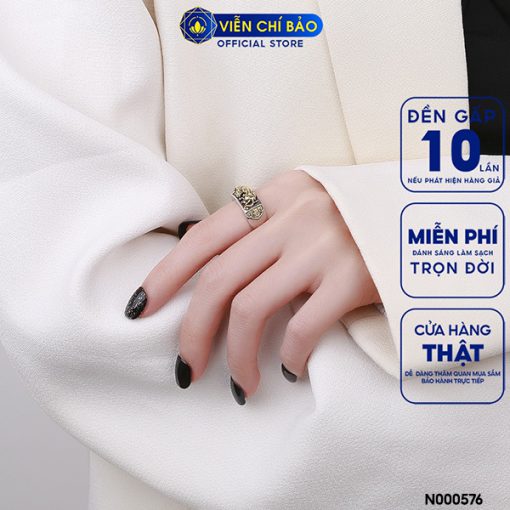 VIỄN CHÍ BẢO
OFFICIAL STORE
ĐỀN GẤP
10 LẦN
NẾU PHÁT HIỆN HÀNG GIẢ
MIỄN PHÍ
ĐÁNH SÁNG LÀM SẠCH
TRỌN ĐỜI
CỬA HÀNG
THẬT
DỄ DÀNG THĂM QUAN MUA SẮM
BẢO HÀNH TRỰC TIẾP
N000576